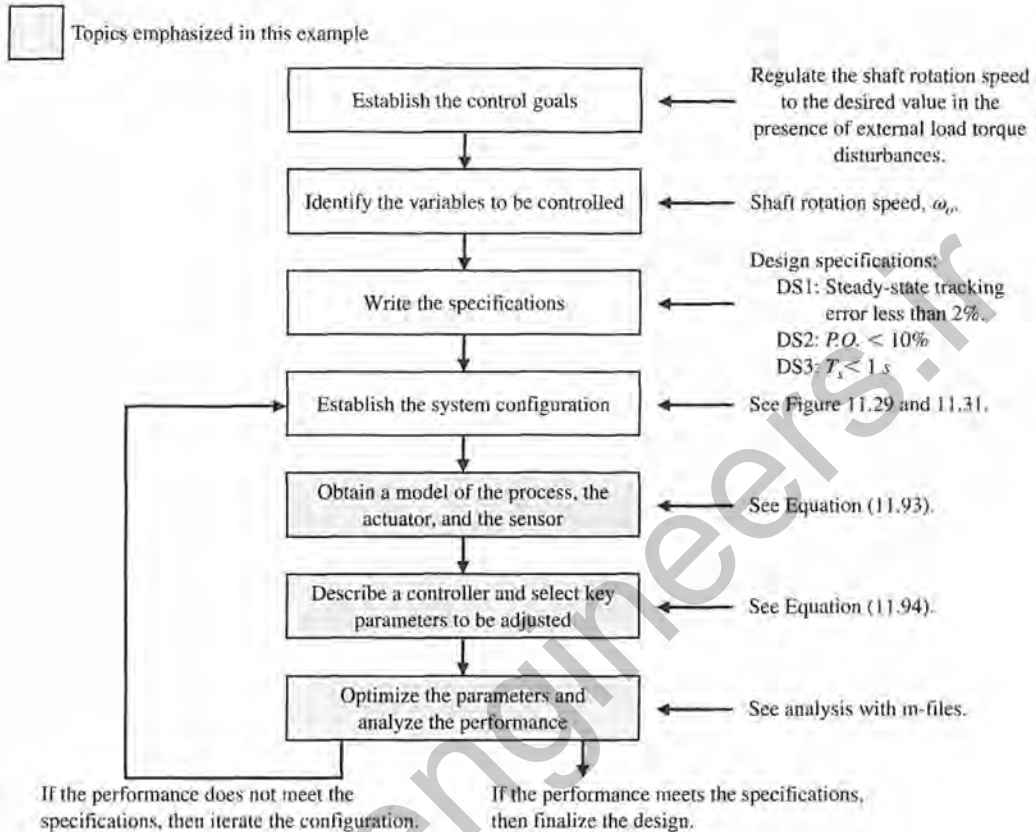 Topics emphasized in this example
Establish the control goals
Regulate the shaft rotation speed
to the desired value in the
presence of external load torque
disturbances.
Identify the variables to be controlled
Shaft rotation speed, ω
Write the specifications
Design specifications:
DS1: Steady-state tracking
error less than 2%.
DS2: P.O. < 10%
DS3: Tₛ < 1 s
Establish the system configuration
See Figure 11.29 and 11.31.
Obtain a model of the process, the
actuator, and the sensor
See Equation (11.93).
Describe a controller and select key
parameters to be adjusted
See Equation (11.94).
Optimize the parameters and
analyze the performance
See analysis with m-files.
If the performance does not meet the
specifications, then iterate the configuration.
If the performance meets the specifications,
then finalize the design.
engineers.ir